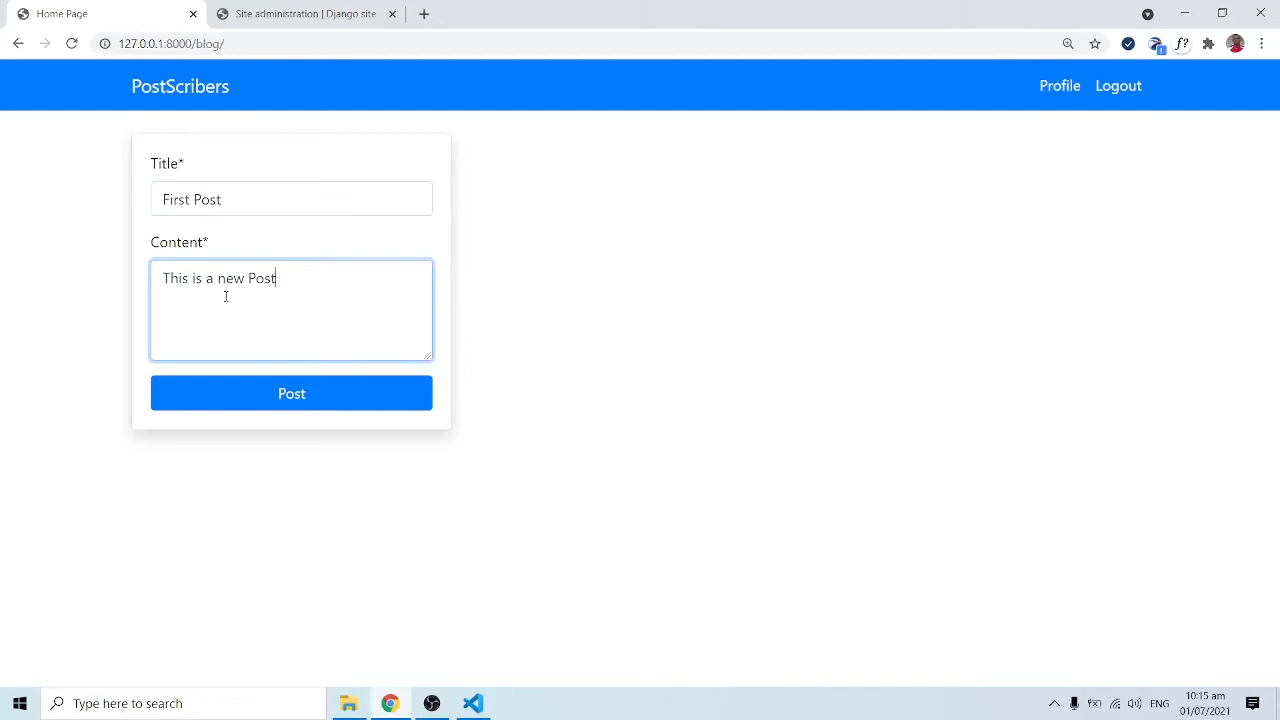 Home Page
Site administration | Django site
127.0.0.1:8000/blog/
PostScribers
Profile
Logout
Title*
First Post
Content*
This is a new Post
Post
Type here to search
ENG
10:15 am
01/07/2021